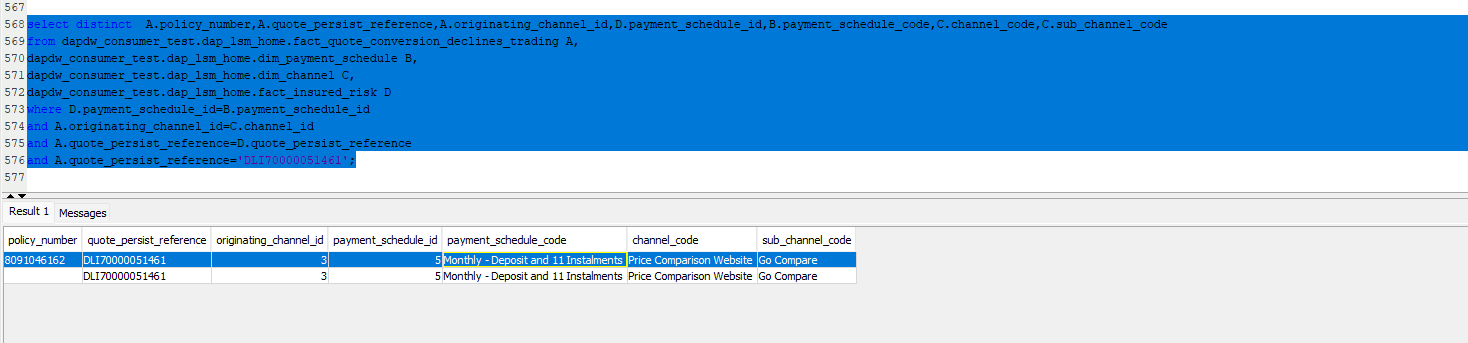 567
568 select distinct  A.policy_number,A.quote_persist_reference,A.originating_channel_id,D.payment_schedule_id,B.payment_schedule_code,C.channel_code,C.sub_channel_code
569 from dapdw_consumer_test.dap_lsm_home.fact_quote_conversion_declines_trading A,
570 dapdw_consumer_test.dap_lsm_home.dim_payment_schedule B,
571 dapdw_consumer_test.dap_lsm_home.dim_channel C,
572 dapdw_consumer_test.dap_lsm_home.fact_insured_risk D
573 where D.payment_schedule_id=B.payment_schedule_id
574 and A.originating_channel_id=C.channel_id
575 and A.quote_persist_reference=D.quote_persist_reference
576 and A.quote_persist_reference='DLI70000051461';
577
Result 1 Messages
policy_number quote_persist_reference originating_channel_id payment_schedule_id payment_schedule_code channel_code sub_channel_code
8091046162 DLI70000051461 3 5 Monthly - Deposit and 11 Instalments Price Comparison Website Go Compare
DLI70000051461 3 5 Monthly - Deposit and 11 Instalments Price Comparison Website Go Compare